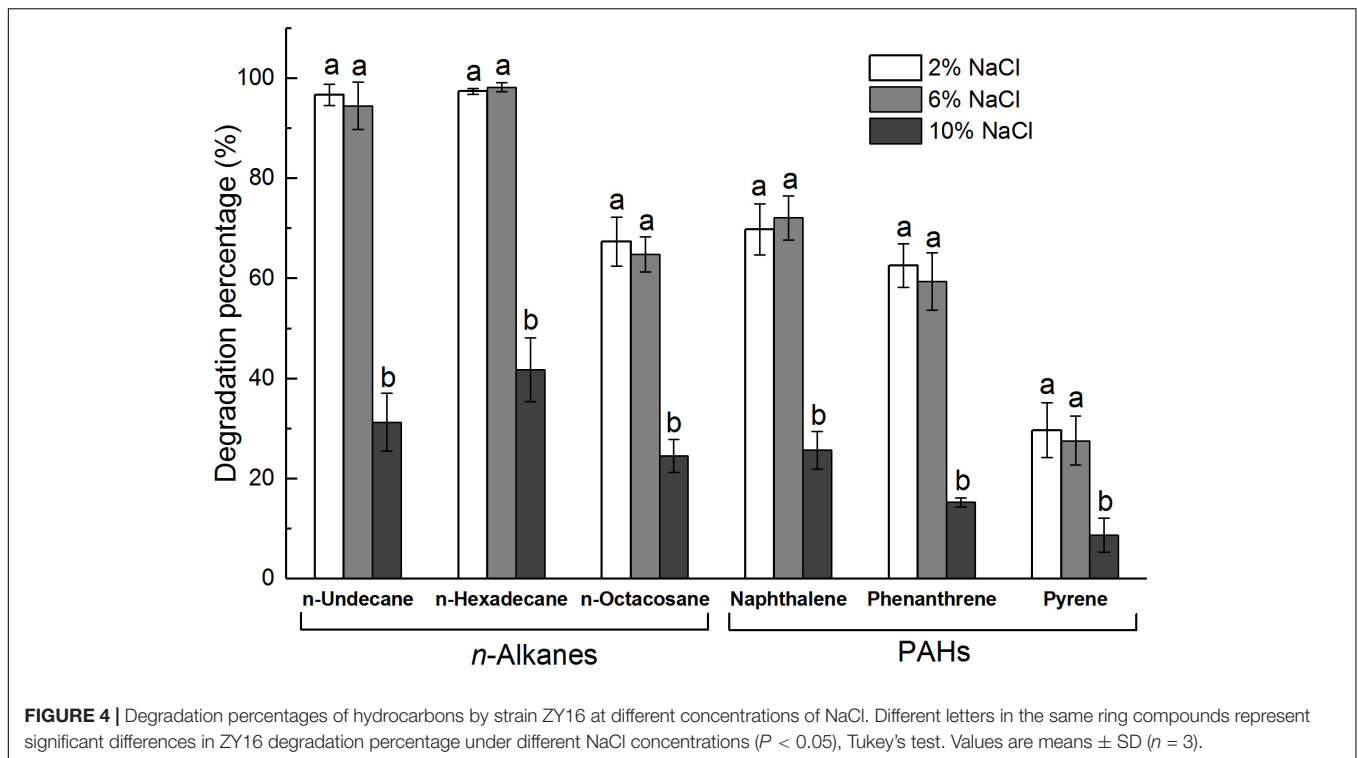 Degradation percentage (%)
100
80
60
40
20
0
2% NaCl
6% NaCl
10% NaCl
a a b
a a b
a a b
a a b
a a b
a a b
n-Undecane n-Hexadecane n-Octacosane Naphthalene Phenanthrene Pyrene
n-Alkanes PAHs
FIGURE 4 | Degradation percentages of hydrocarbons by strain ZY16 at different concentrations of NaCl. Different letters in the same ring compounds represent
significant differences in ZY16 degradation percentage under different NaCl concentrations (P < 0.05), Tukey's test. Values are means ± SD (n = 3).